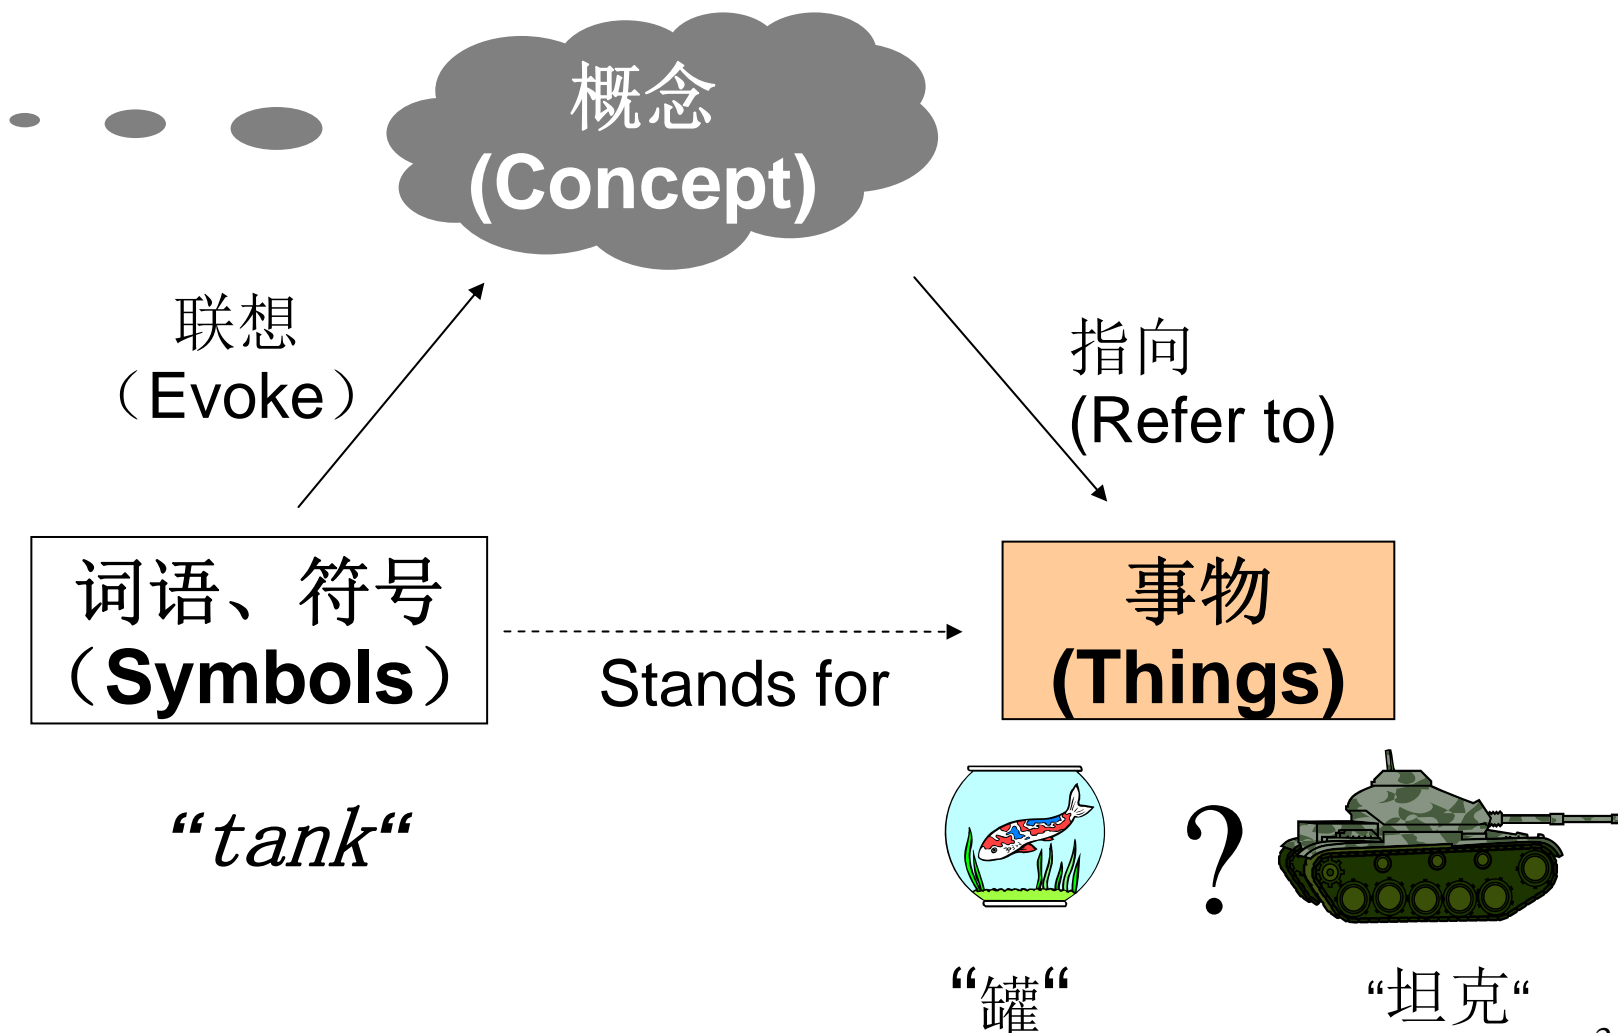 概念
(Concept)
联想
（Evoke）
指向
(Refer to)
词语、符号
（Symbols）
Stands for
事物
(Things)
“tank“
?
“罐“
“坦克“